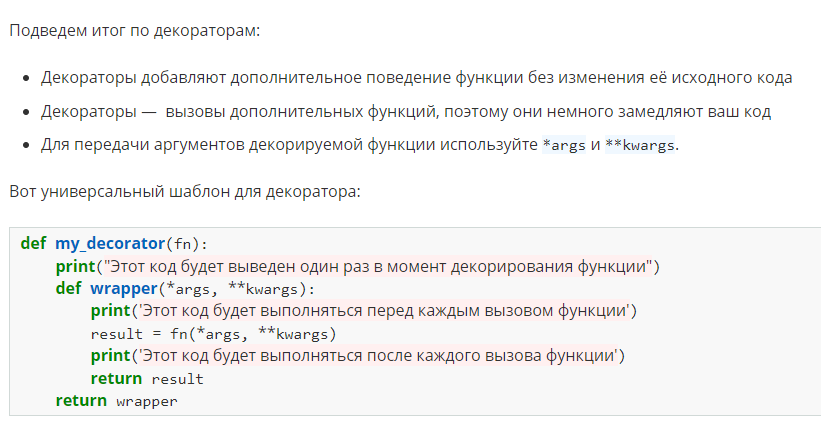 Подведем итог по декораторам:
• Декораторы добавляют дополнительное поведение функции без изменения её исходного кода
• Декораторы — вызовы дополнительных функций, поэтому они немного замедляют ваш код
• Для передачи аргументов декорируемой функции используйте *args и **kwargs.
Вот универсальный шаблон для декоратора:
def my_decorator(fn):
    print("Этот код будет выведен один раз в момент декорирования функции")
    def wrapper(*args, **kwargs):
        print('Этот код будет выполняться перед каждым вызовом функции')
        result = fn(*args, **kwargs)
        print('Этот код будет выполняться после каждого вызова функции')
        return result
    return wrapper